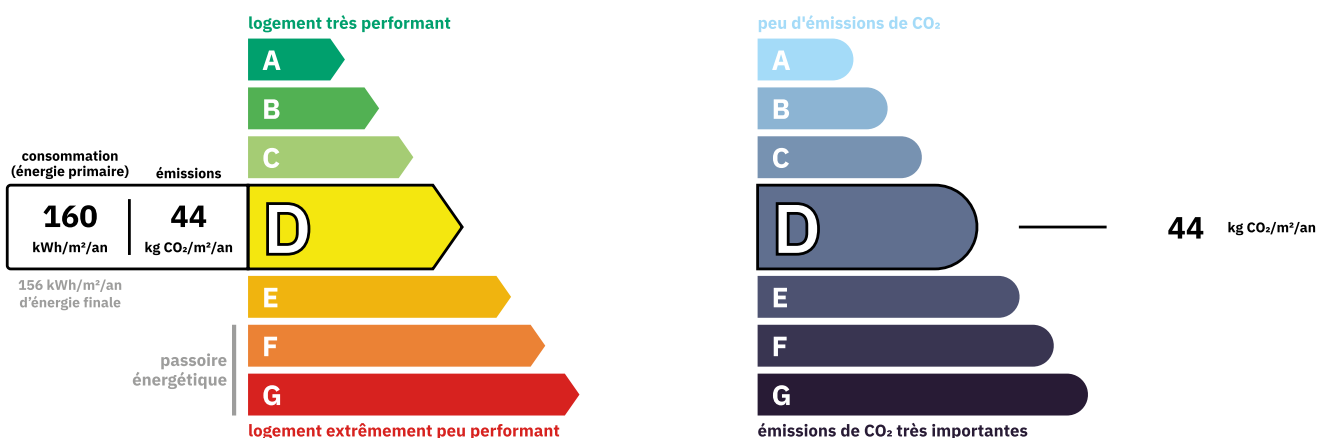 logement très performant
A
B
C
consommation
(énergie primaire)
émissions
160
kWh/m²/an
44
kg CO₂/m²/an
D
156 kWh/m²/an
d'énergie finale
E
passoire
énergétique
F
G
logement extrêmement peu performant
peu d'émissions de CO₂
A
B
C
D
44 kg CO₂/m²/an
E
F
G
émissions de CO₂ très importantes